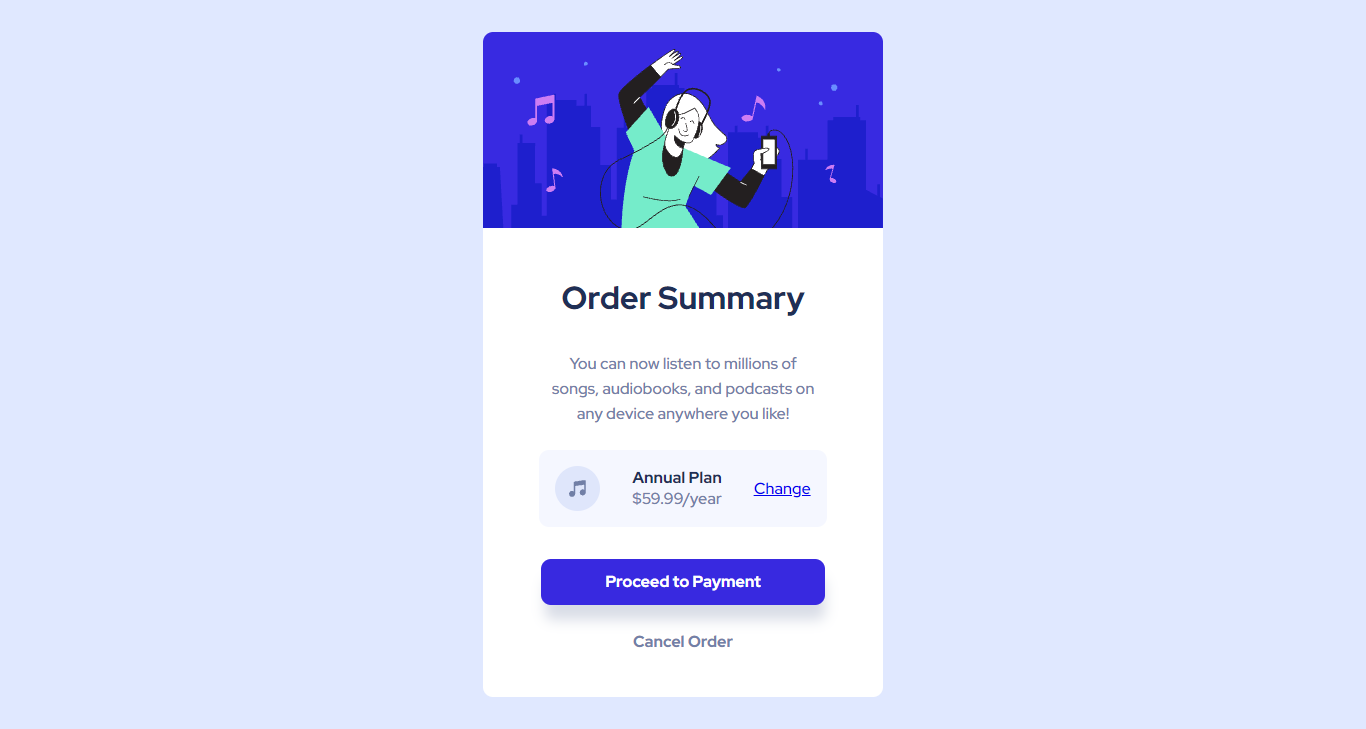 Order Summary
You can now listen to millions of
songs, audiobooks, and podcasts on
any device anywhere you like!
Annual Plan
$59.99/year
Change
Proceed to Payment
Cancel Order